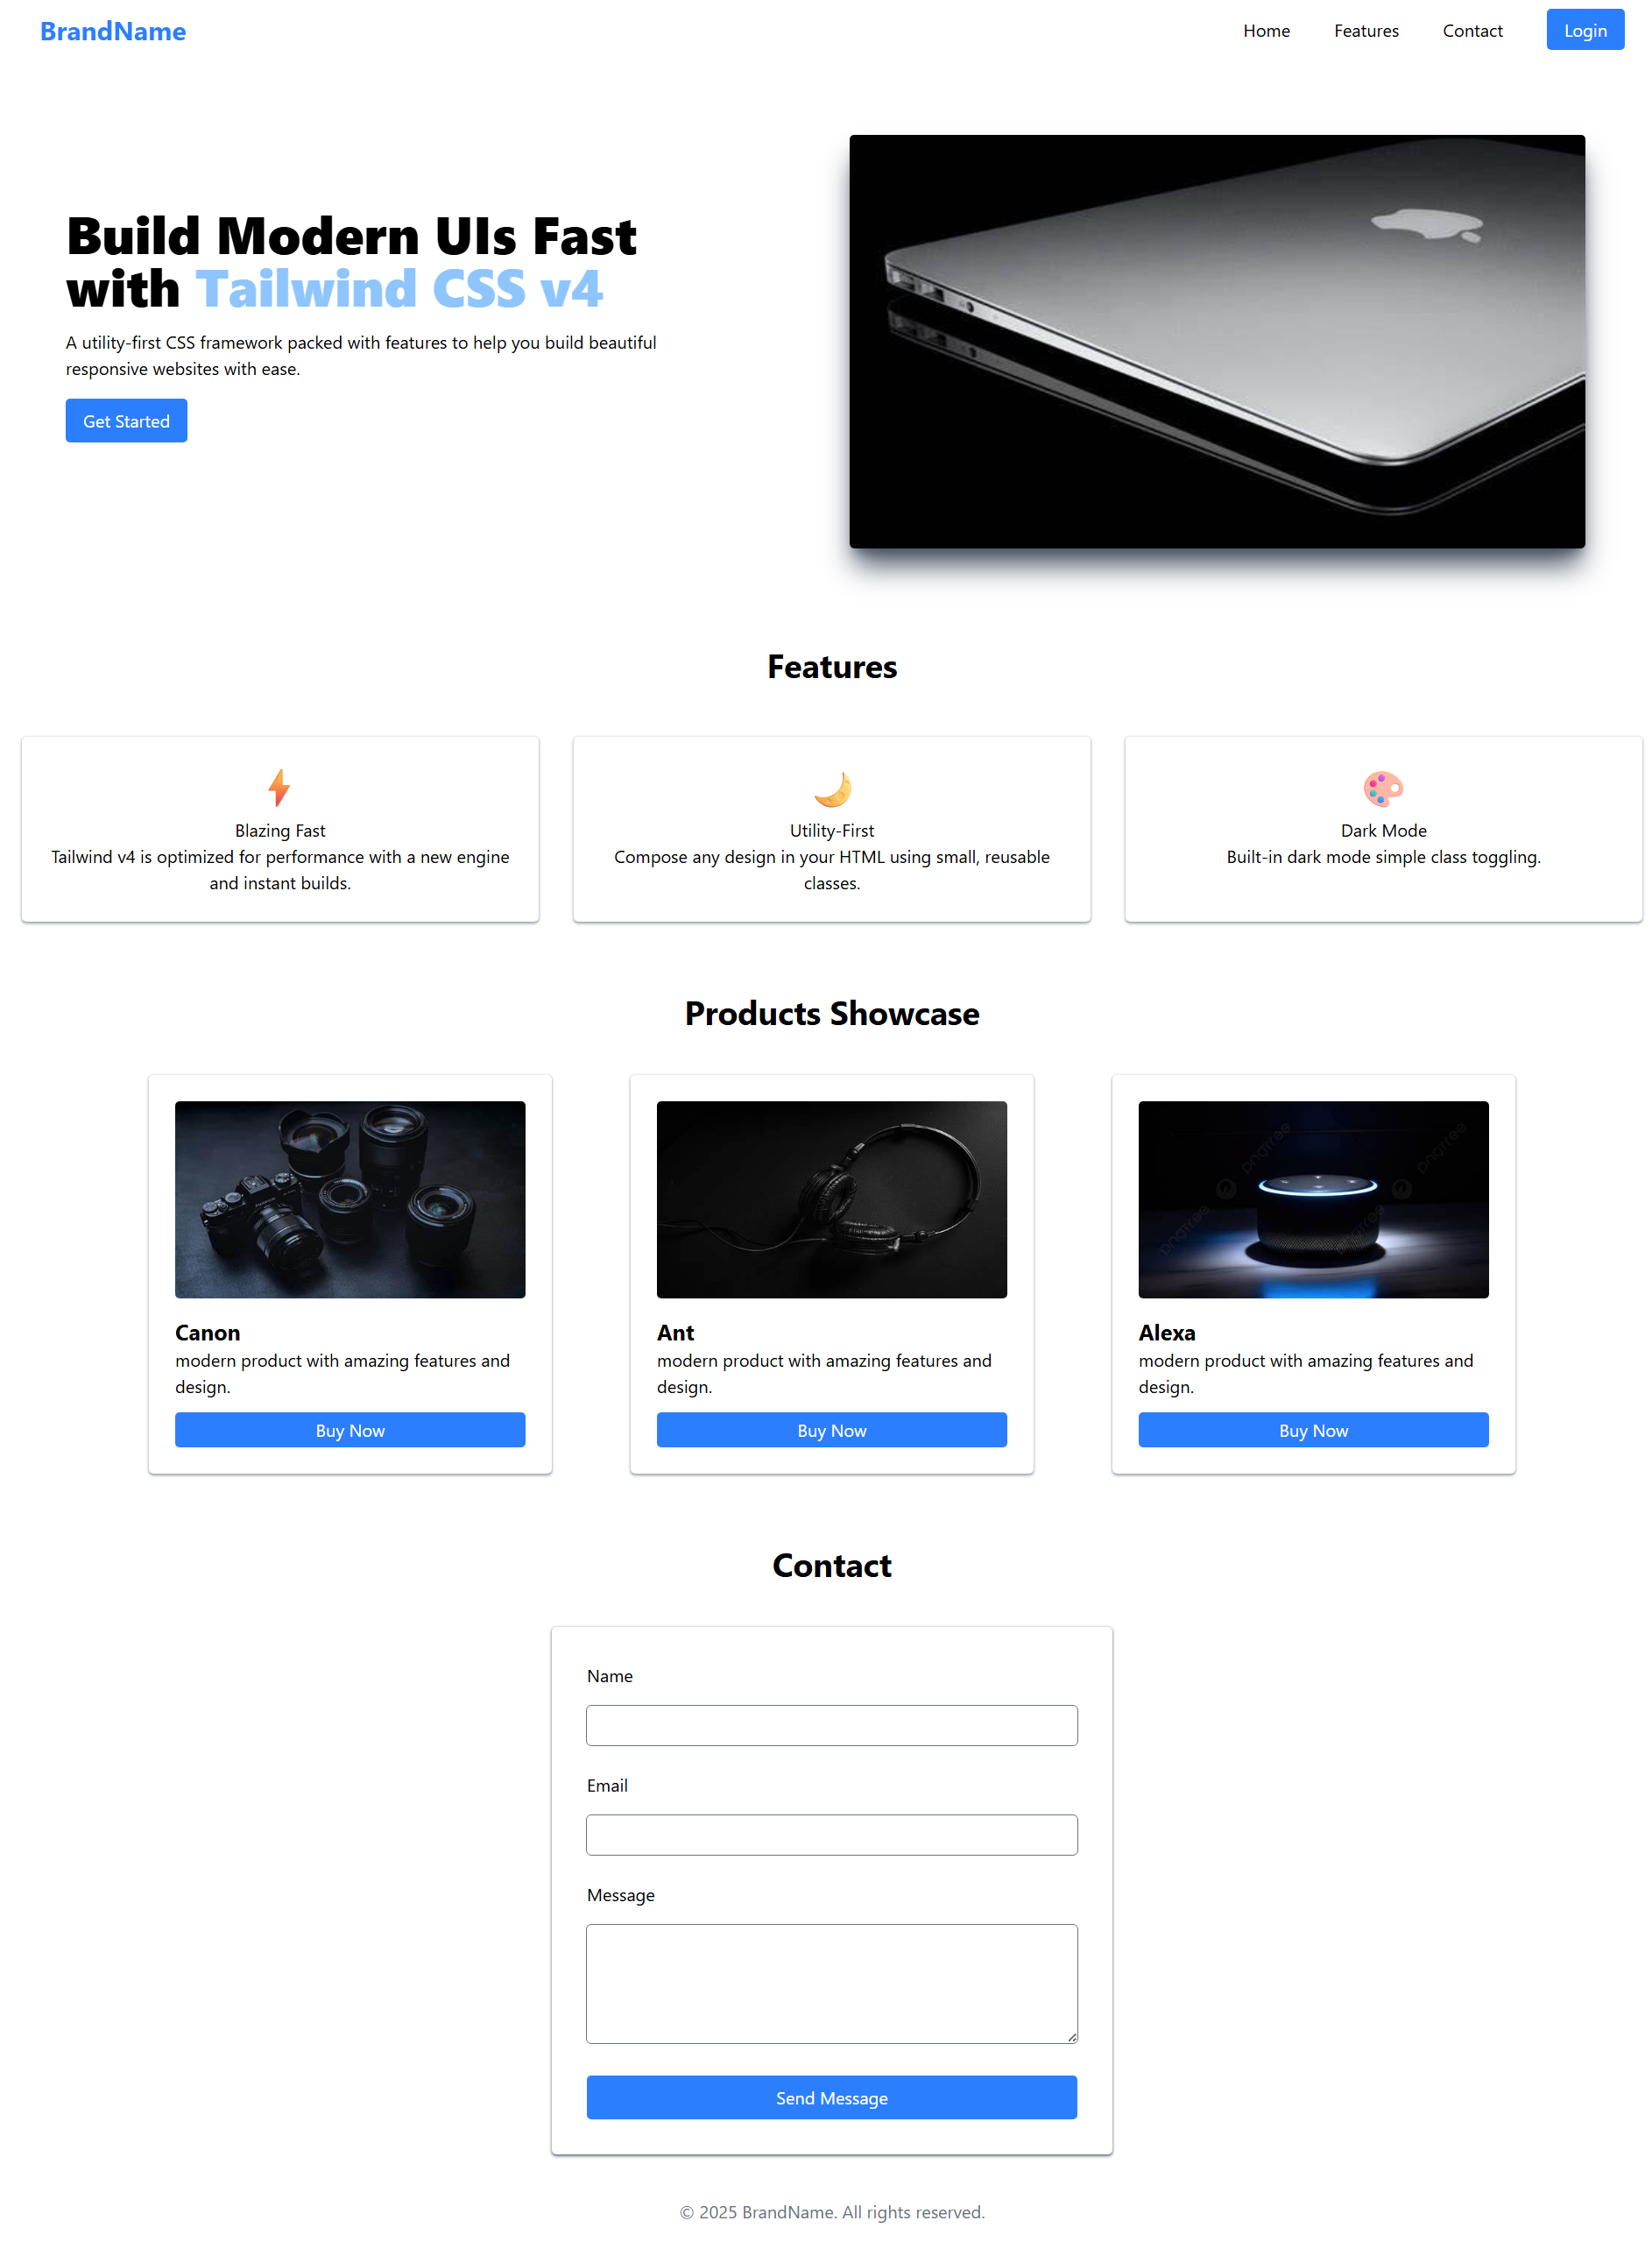 BrandName
Home Features Contact Login
Build Modern UIs Fast
with Tailwind CSS v4
A utility-first CSS framework packed with features to help you build beautiful
responsive websites with ease.
Get Started
Features
Blazing Fast
Tailwind v4 is optimized for performance with a new engine
and instant builds.
Utility-First
Compose any design in your HTML using small, reusable
classes.
Dark Mode
Built-in dark mode simple class toggling.
Products Showcase
pngtree
pngtree
pngtree
pngtree
Canon
modern product with amazing features and
design.
Buy Now
Ant
modern product with amazing features and
design.
Buy Now
Alexa
modern product with amazing features and
design.
Buy Now
Contact
Name
Email
Message
Send Message
© 2025 BrandName. All rights reserved.